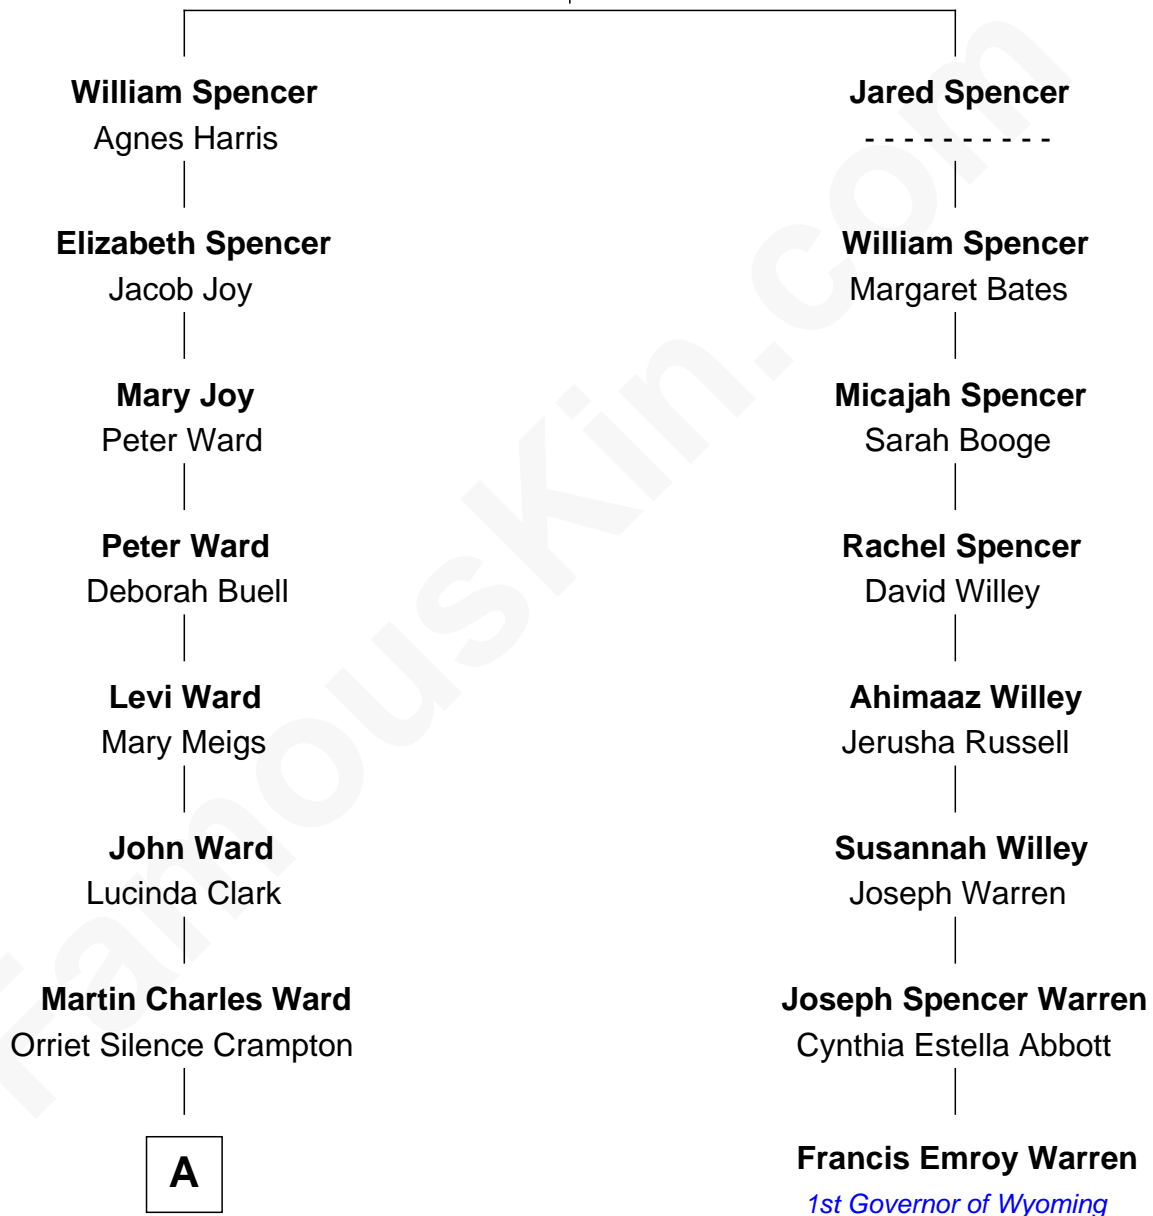 William Spencer
Agnes Harris
Elizabeth Spencer
Jacob Joy
Mary Joy
Peter Ward
Peter Ward
Deborah Buell
Levi Ward
Mary Meigs
John Ward
Lucinda Clark
Martin Charles Ward
Orriet Silence Crampton
A
Jared Spencer
- - - - - - - - - -
William Spencer
Margaret Bates
Micajah Spencer
Sarah Booge
Rachel Spencer
David Willey
Ahimaaz Willey
Jerusha Russell
Susannah Willey
Joseph Warren
Joseph Spencer Warren
Cynthia Estella Abbott
Francis Emroy Warren
1st Governor of Wyoming
FamousKin.com